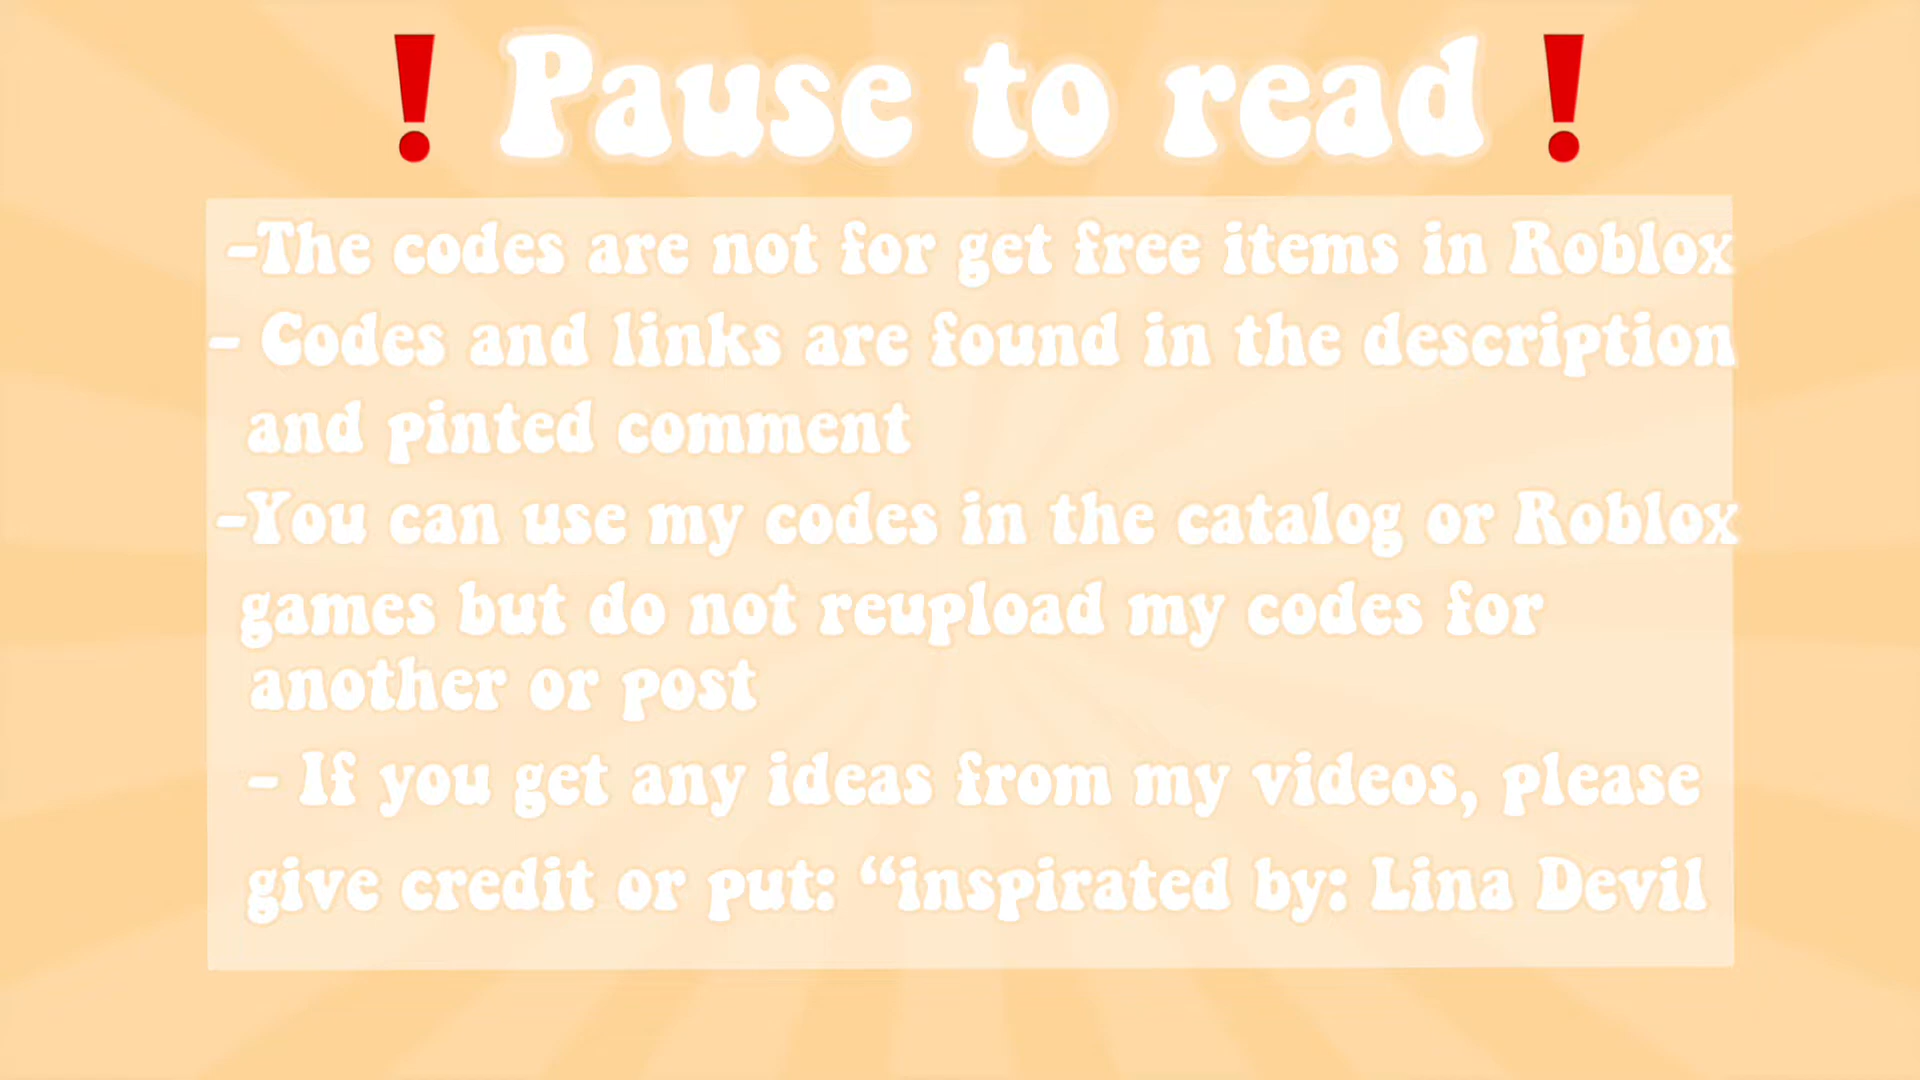 ❗Pause to read❗
-The codes are not for get free items in Roblox
- Codes and links are found in the description
and pinted comment
-You can use my codes in the catalog or Roblox
games but do not reupload my codes for
another or post
- If you get any ideas from my videos, please
give credit or put: “inspirated by: Lina Devil